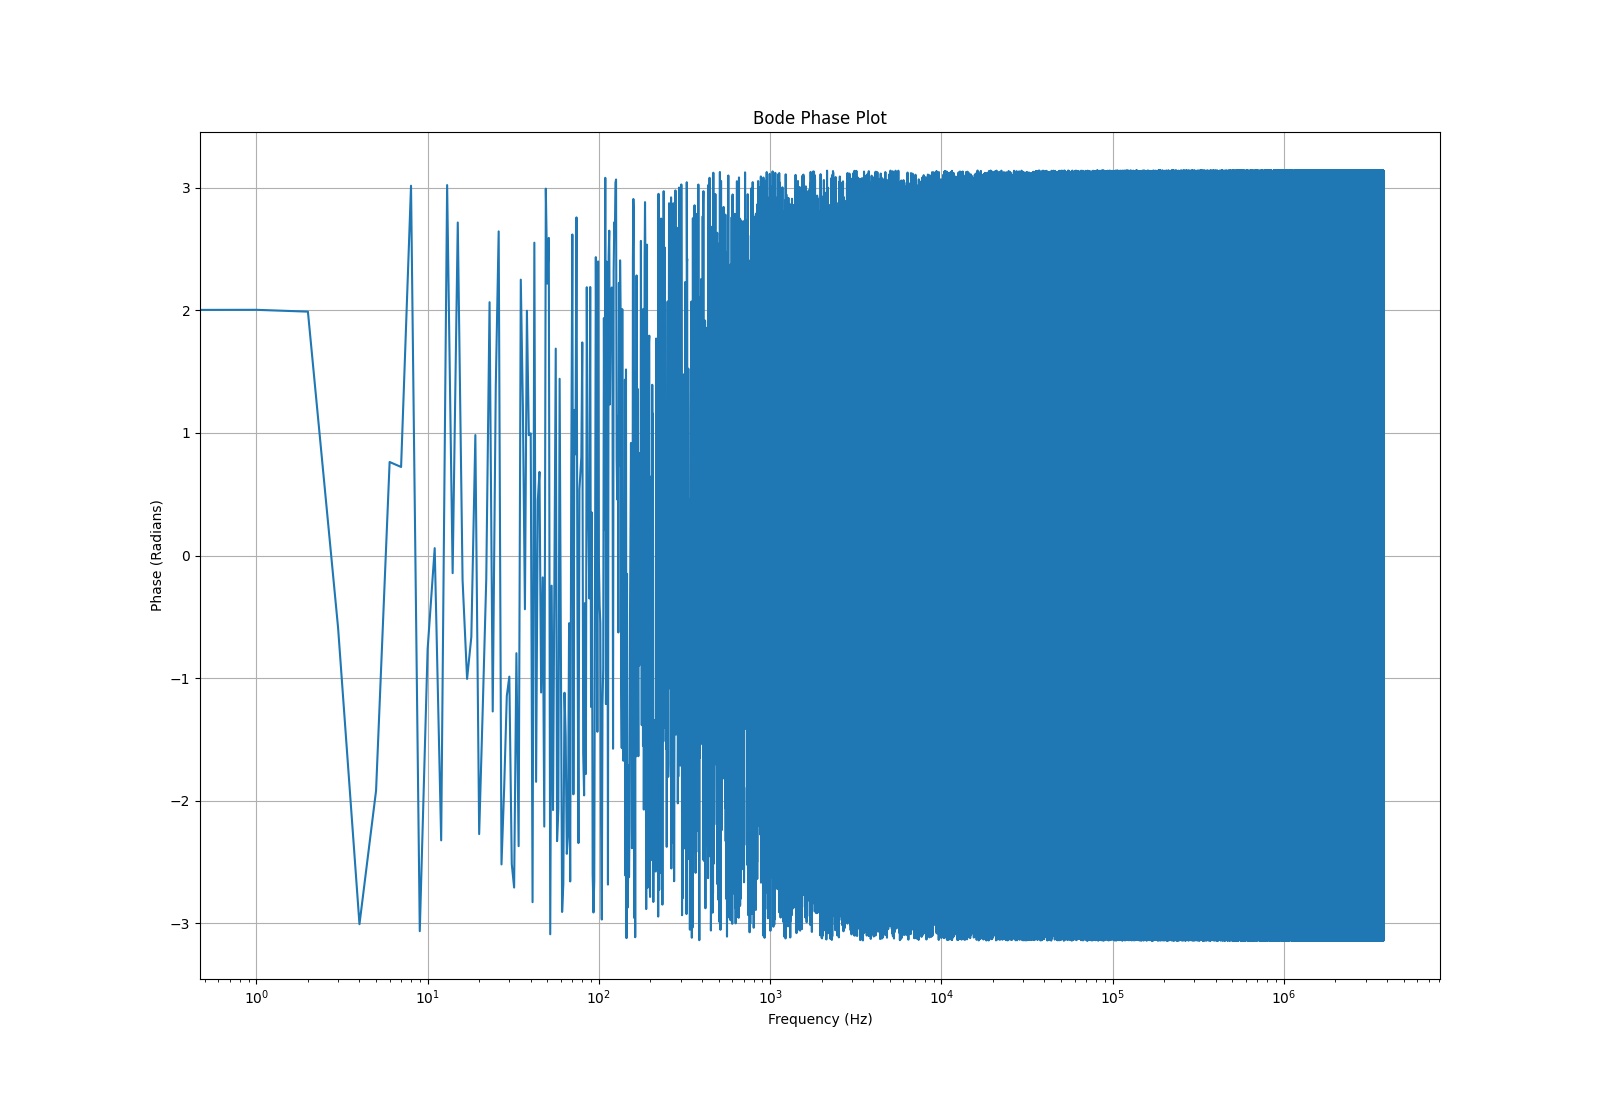 Bode Phase Plot
Phase (Radians)
3
2
1
0
−1
−2
−3
10⁰ 10¹ 10² 10³ 10⁴ 10⁵ 10⁶
Frequency (Hz)